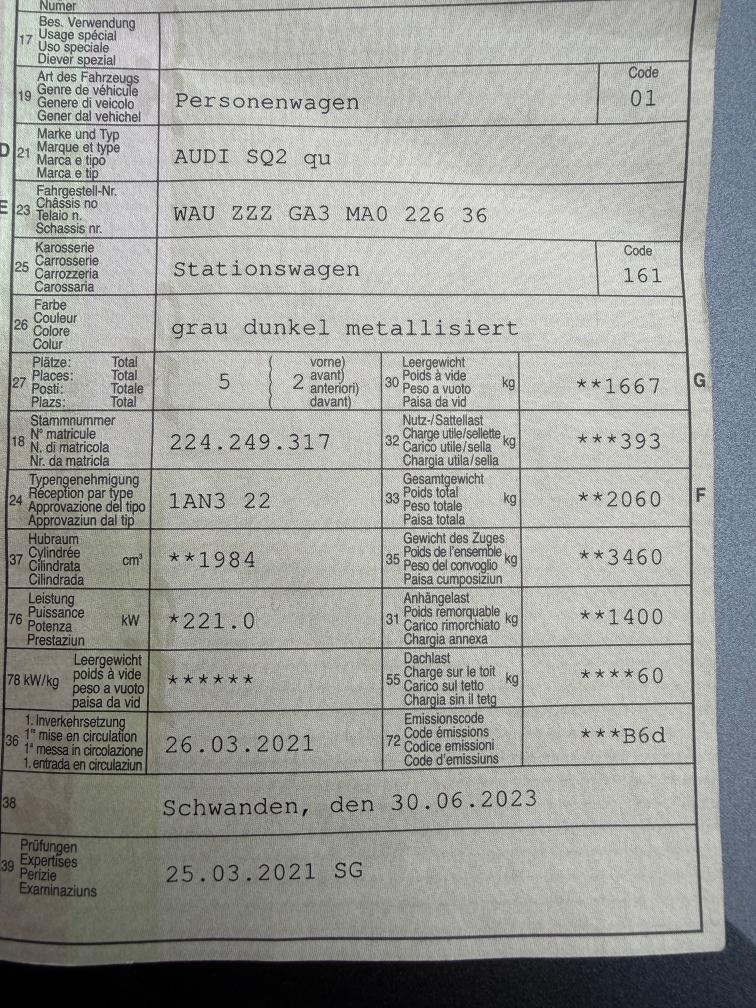 Numer
17 Bes. Verwendung
Usage spécial
Uso speciale
Diever spezial
19 Art des Fahrzeugs
Genre de véhicule
Genere di veicolo
Gener dal vehichel
Personenwagen
Code
01
D 21 Marke und Typ
Marque et type
Marca e tipo
Marca e tip
AUDI SQ2 qu
E 23 Fahrgestell-Nr.
Châssis no
Telaio n.
Schassis nr.
WAU ZZZ GA3 MA0 226 36
25 Karosserie
Carrosserie
Carrozzeria
Carossaria
Stationswagen
Code
161
26 Farbe
Couleur
Colore
Colur
grau dunkel metallisiert
27 Plätze: Total
Places: Total
Posti: Totale
Plazs: Total
5 ( 2 vorne)
avant)
anteriori)
davant)
30 Leergewicht
Poids à vide
Peso a vuoto
Paisa da vid
kg
**1667
G
18 Stammnummer
N° matricule
N. di matricola
Nr. da matricla
224.249.317
32 Nutz-/Sattellast
Charge utile/sellette
Carico utile/sella
Chargia utila/sella
kg
***393
24 Typengenehmigung
Réception par type
Approvazione del tipo
Approvaziun dal tip
1AN3 22
33 Gesamtgewicht
Poids total
Peso totale
Paisa totala
kg
**2060
F
37 Hubraum
Cylindrée
Cilindrata
Cilindrada
cm³
**1984
35 Gewicht des Zuges
Poids de l'ensemble
Peso del convoglio
Paisa cumposiziun
kg
**3460
76 Leistung
Puissance
Potenza
Prestaziun
kW
*221.0
31 Anhängelast
Poids remorquable
Carico rimorchiato
Chargia annexa
kg
**1400
78 kW/kg Leergewicht
poids à vide
peso a vuoto
paisa da vid
******
55 Dachlast
Charge sur le toit
Carico sul tetto
Chargia sin il tetg
kg
****60
36 1. Inverkehrsetzung
1re mise en circulation
1a messa in circolazione
1. entrada en circulaziun
26.03.2021
72 Emissionscode
Code émissions
Codice emissioni
Code d'emissiuns
***B6d
38 Schwanden, den 30.06.2023
39 Prüfungen
Expertises
Perizie
Examinaziuns
25.03.2021 SG